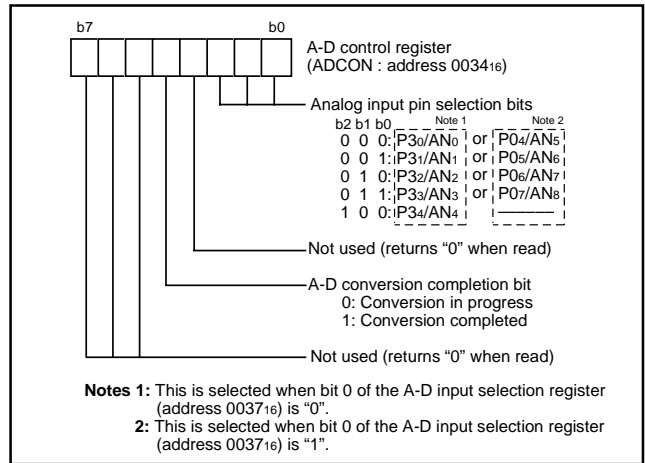 b7 b0
A-D control register
(ADCON : address 003416)
Analog input pin selection bits
b2 b1 b0 Note 1 Note 2
0 0 0: P30/AN0 or P04/AN5
0 0 1: P31/AN1 or P05/AN6
0 1 0: P32/AN2 or P06/AN7
0 1 1: P33/AN3 or P07/AN8
1 0 0: P34/AN4 ———
Not used (returns “0” when read)
A-D conversion completion bit
0: Conversion in progress
1: Conversion completed
Not used (returns “0” when read)
Notes 1: This is selected when bit 0 of the A-D input selection register
(address 003716) is “0”.
2: This is selected when bit 0 of the A-D input selection register
(address 003716) is “1”.